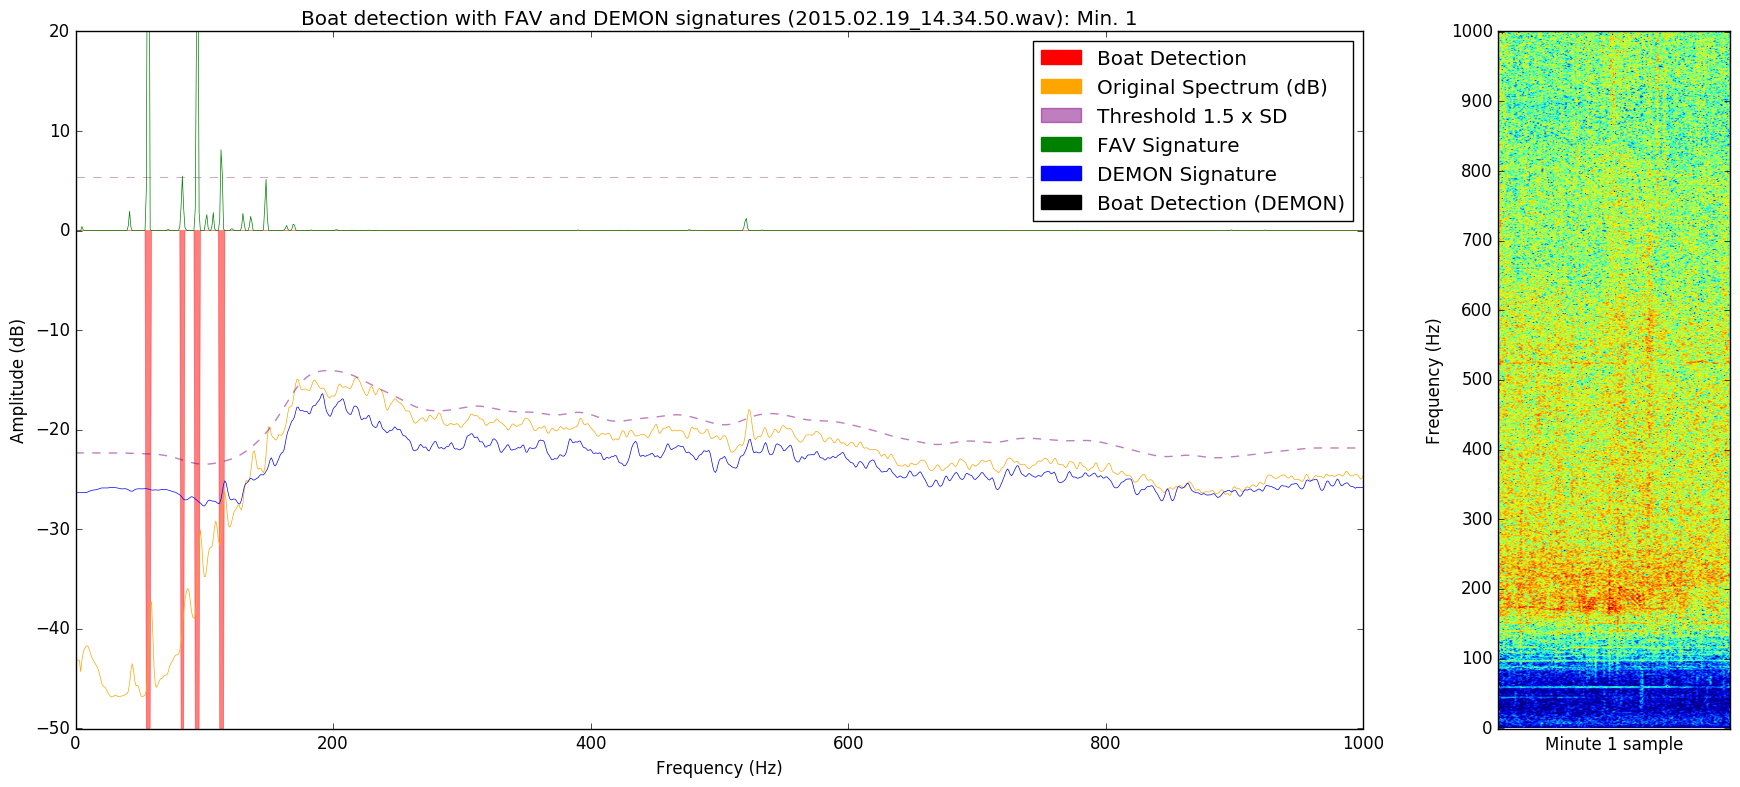 Boat detection with FAV and DEMON signatures (2015.02.19_14.34.50.wav): Min. 1
Boat Detection
Original Spectrum (dB)
Threshold 1.5 x SD
FAV Signature
DEMON Signature
Boat Detection (DEMON)
Amplitude (dB)
20
10
0
−10
−20
−30
−40
−50
0
200
400
600
800
1000
Frequency (Hz)
Frequency (Hz)
1000
900
800
700
600
500
400
300
200
100
0
Minute 1 sample